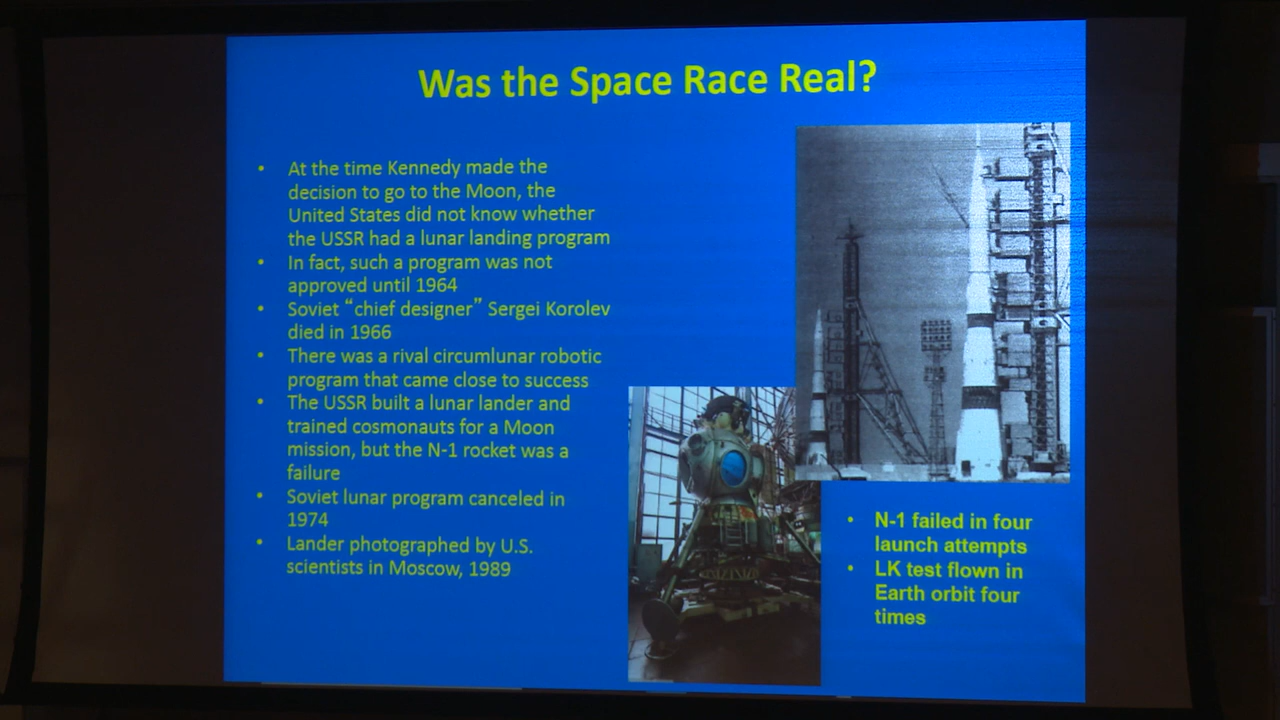 Was the Space Race Real?
• At the time Kennedy made the
decision to go to the Moon, the
United States did not know whether
the USSR had a lunar landing program
• In fact, such a program was not
approved until 1964
• Soviet “chief designer” Sergei Korolev
died in 1966
• There was a rival circumlunar robotic
program that came close to success
• The USSR built a lunar lander and
trained cosmonauts for a Moon
mission, but the N-1 rocket was a
failure
• Soviet lunar program canceled in
1974
• Lander photographed by U.S.
scientists in Moscow, 1989
• N-1 failed in four
launch attempts
• LK test flown in
Earth orbit four
times